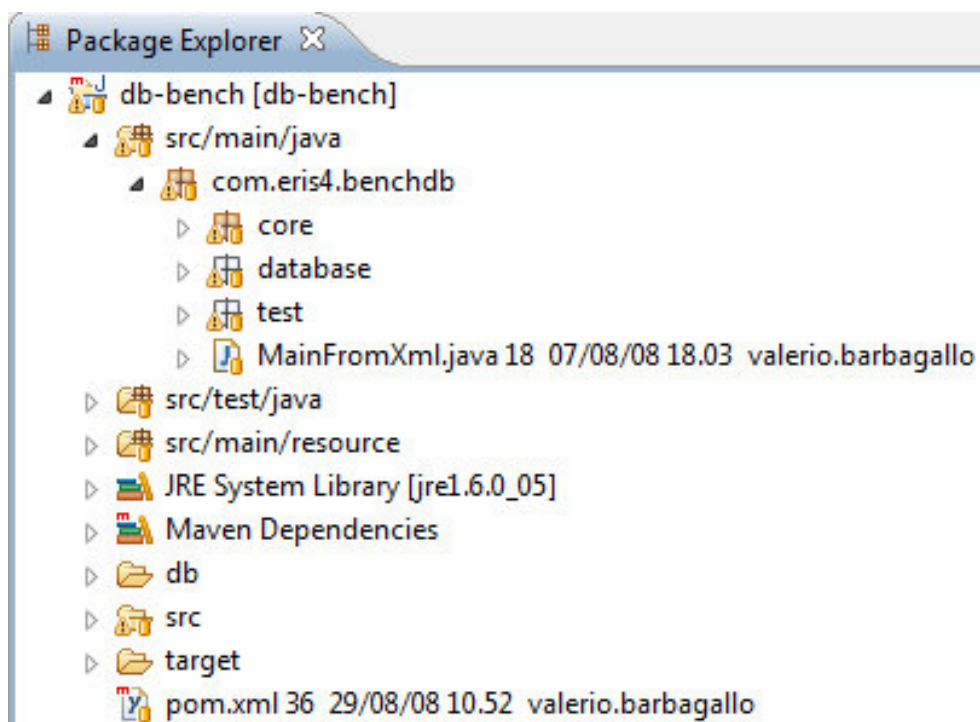 Package Explorer
db-bench [db-bench]
src/main/java
com.eris4.benchdb
core
database
test
MainFromXml.java 18 07/08/08 18.03 valerio.barbagallo
src/test/java
src/main/resource
JRE System Library [jre1.6.0_05]
Maven Dependencies
db
src
target
pom.xml 36 29/08/08 10.52 valerio.barbagallo